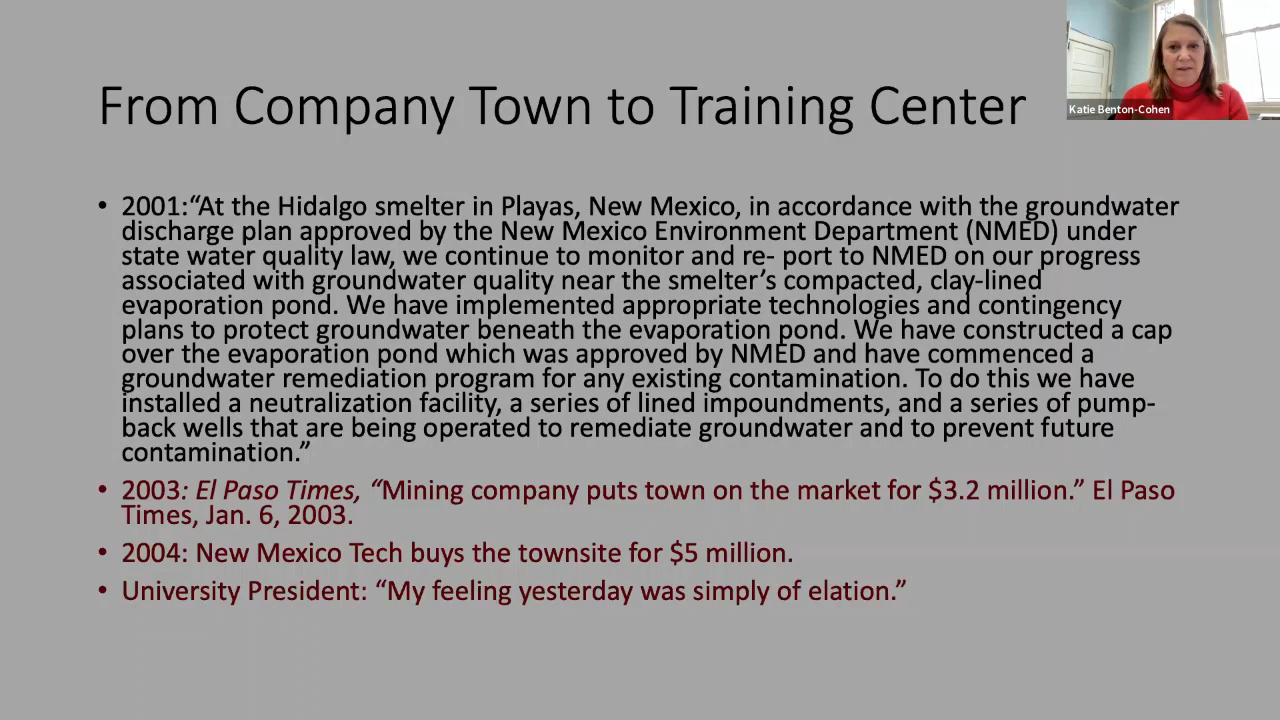 From Company Town to Training Center
Katie Benton-Cohen
• 2001:“At the Hidalgo smelter in Playas, New Mexico, in accordance with the groundwater
discharge plan approved by the New Mexico Environment Department (NMED) under
state water quality law, we continue to monitor and re- port to NMED on our progress
associated with groundwater quality near the smelter’s compacted, clay-lined
evaporation pond. We have implemented appropriate technologies and contingency
plans to protect groundwater beneath the evaporation pond. We have constructed a cap
over the evaporation pond which was approved by NMED and have commenced a
groundwater remediation program for any existing contamination. To do this we have
installed a neutralization facility, a series of lined impoundments, and a series of pump-
back wells that are being operated to remediate groundwater and to prevent future
contamination.”
• 2003: El Paso Times, “Mining company puts town on the market for $3.2 million.” El Paso
Times, Jan. 6, 2003.
• 2004: New Mexico Tech buys the townsite for $5 million.
• University President: “My feeling yesterday was simply of elation.”